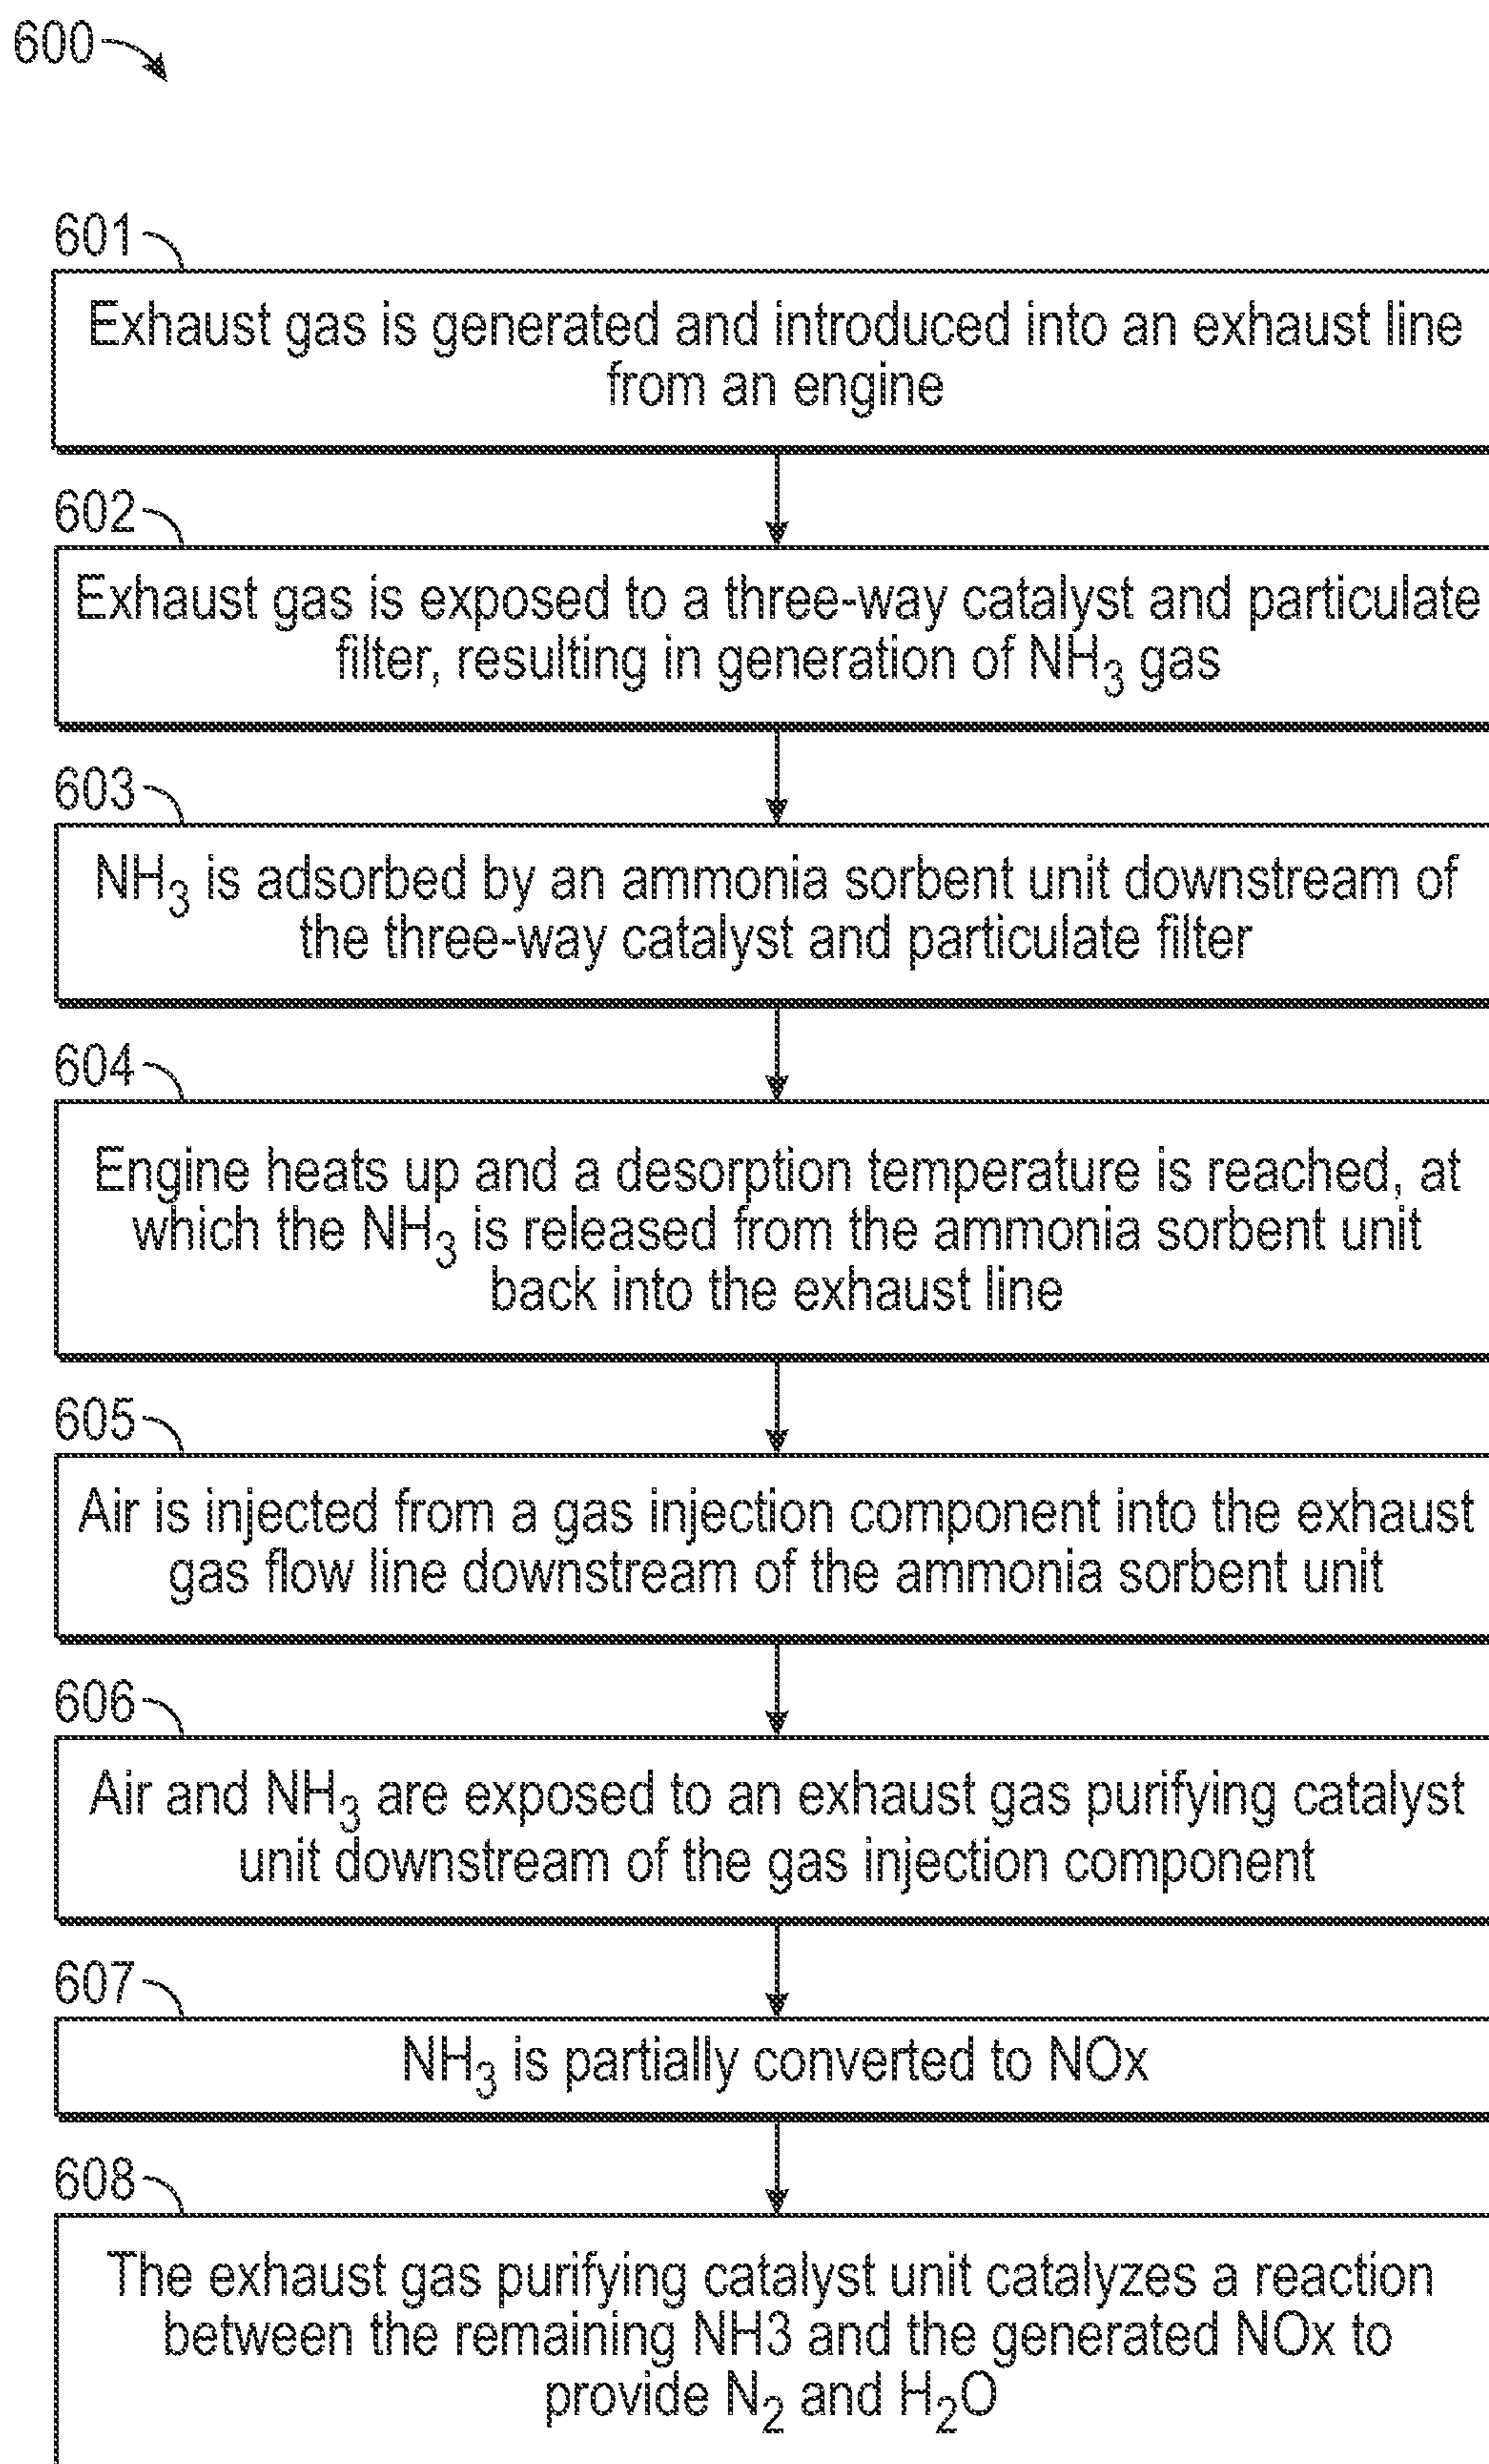 600
601
Exhaust gas is generated and introduced into an exhaust line
from an engine
602
Exhaust gas is exposed to a three-way catalyst and particulate
filter, resulting in generation of NH₃ gas
603
NH₃ is adsorbed by an ammonia sorbent unit downstream of
the three-way catalyst and particulate filter
604
Engine heats up and a desorption temperature is reached, at
which the NH₃ is released from the ammonia sorbent unit
back into the exhaust line
605
Air is injected from a gas injection component into the exhaust
gas flow line downstream of the ammonia sorbent unit
606
Air and NH₃ are exposed to an exhaust gas purifying catalyst
unit downstream of the gas injection component
607
NH₃ is partially converted to NOx
608
The exhaust gas purifying catalyst unit catalyzes a reaction
between the remaining NH3 and the generated NOx to
provide N₂ and H₂O